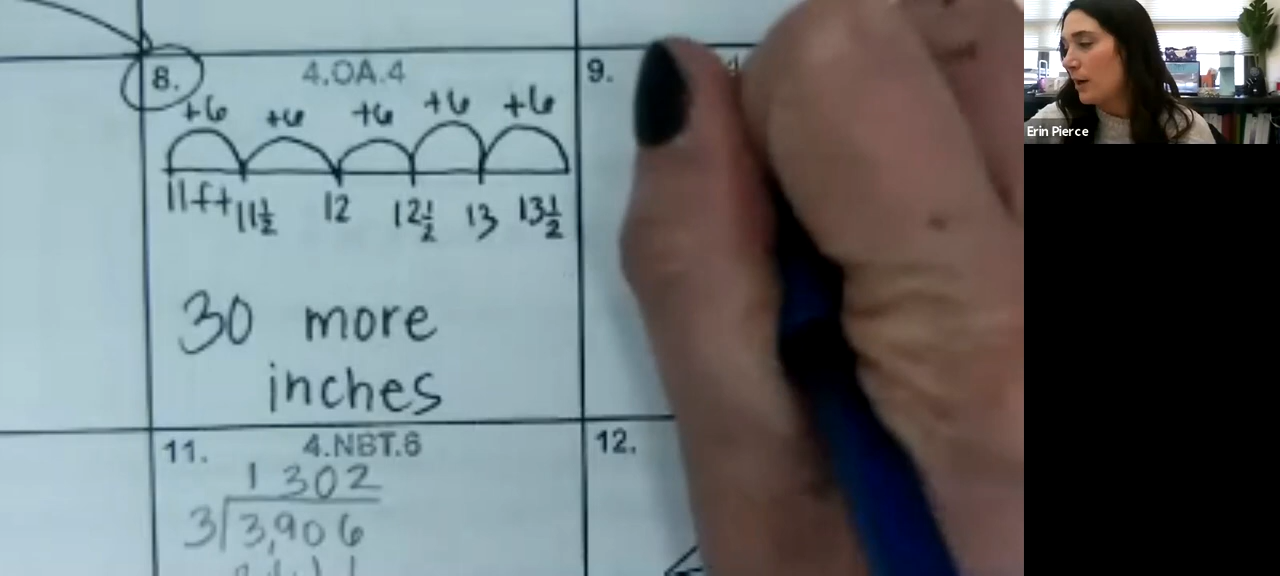 8. 4.OA.4
+6 +6 +6 +6 +6
11ft 11½ 12 12½ 13 13½
30 more
inches
9.
11. 4.NBT.6
1 302
3 3,906
12.
Erin Pierce